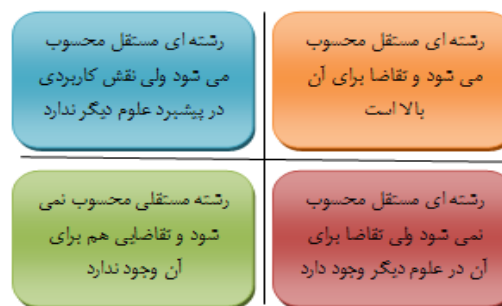 رشته ای مستقل محسوب
می شود و تقاضا برای آن
بالا است
رشته ای مستقل محسوب
می شود ولی نقش کاربردی
در پیشبرد علوم دیگر ندارد
رشته ای مستقل محسوب
نمی شود ولی تقاضا برای
آن در علوم دیگر وجود دارد
رشته مستقلی محسوب نمی
شود و تقاضایی هم برای
آن وجود ندارد